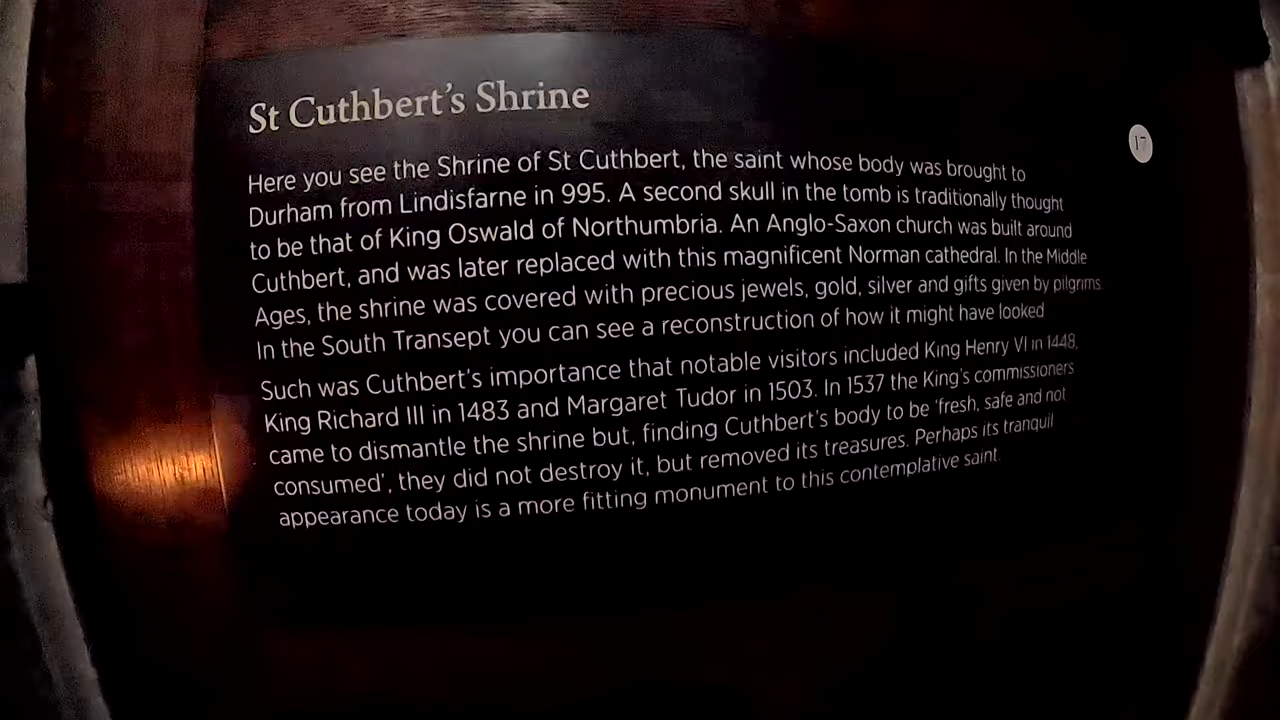 St Cuthbert's Shrine
17
Here you see the Shrine of St Cuthbert, the saint whose body was brought to
Durham from Lindisfarne in 995. A second skull in the tomb is traditionally thought
to be that of King Oswald of Northumbria. An Anglo-Saxon church was built around
Cuthbert, and was later replaced with this magnificent Norman cathedral. In the Middle
Ages, the shrine was covered with precious jewels, gold, silver and gifts given by pilgrims.
In the South Transept you can see a reconstruction of how it might have looked
Such was Cuthbert's importance that notable visitors included King Henry VI in 1448,
King Richard III in 1483 and Margaret Tudor in 1503. In 1537 the King's commissioners
came to dismantle the shrine but, finding Cuthbert's body to be 'fresh, safe and not
consumed', they did not destroy it, but removed its treasures. Perhaps its tranquil
appearance today is a more fitting monument to this contemplative saint.